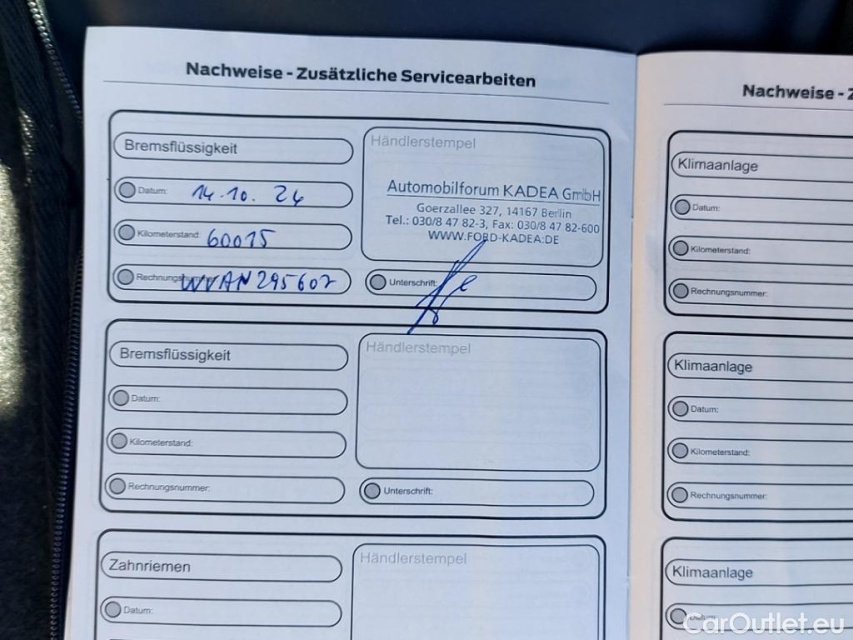 Nachweise - Zusätzliche Servicearbeiten
Bremsflüssigkeit
Datum: 14.10. 24
Kilometerstand: 60015
WVAN295607
Händlerstempel
Automobilforum KADEA GmbH
Goerzallee 327, 14167 Berlin
Tel.: 030/8 47 82-3, Fax: 030/8 47 82-600
WWW.FORD-KADEA.DE
Unterschrift:
Bremsflüssigkeit
Datum:
Kilometerstand:
Rechnungsnummer:
Händlerstempel
Unterschrift:
Zahnriemen
Datum:
Händlerstempel
Nachweise -
Klimaanlage
Datum:
Kilometerstand:
Rechnungsnummer:
Klimaanlage
Datum:
Kilometerstand:
Rechnungsnummer:
Klimaanlage
Datum:
CarOutlet.eu